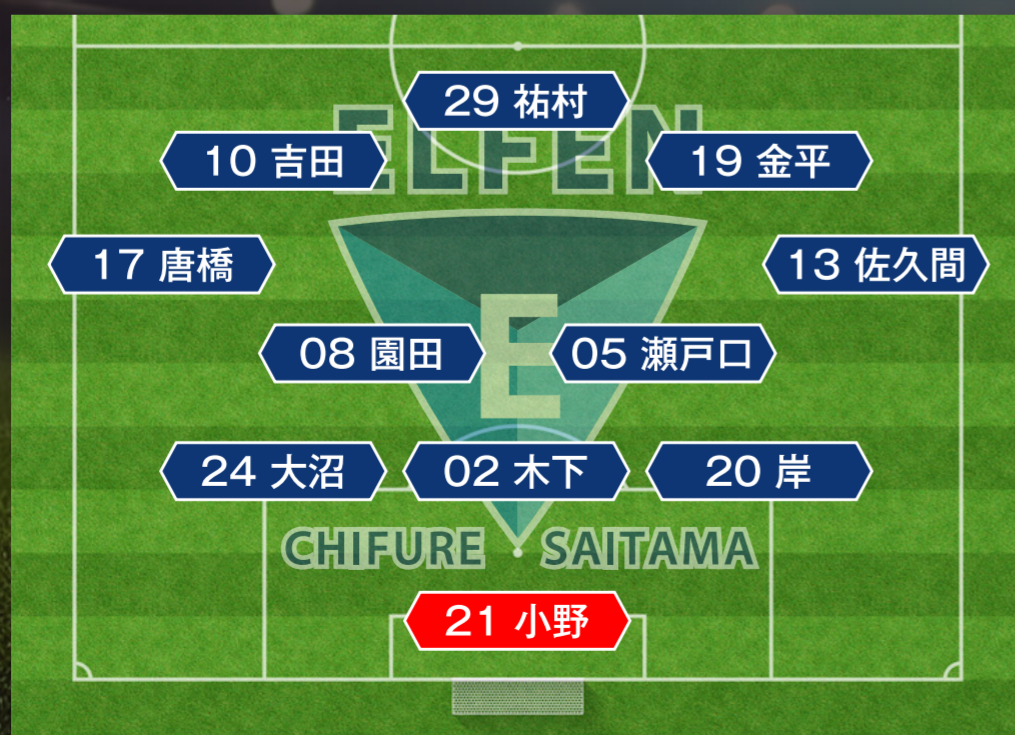 29 祐村
ELFEN
10 吉田
19 金平
17 唐橋
13 佐久間
08 園田
E
05 瀬戸口
24 大沼
02 木下
20 岸
CHIFURE SAITAMA
21 小野